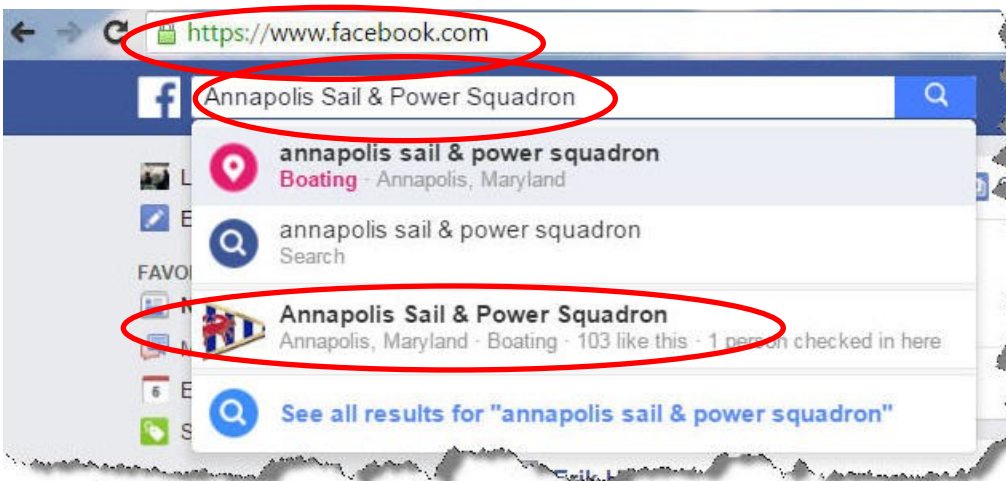 https://www.facebook.com
f Annapolis Sail & Power Squadron
annapolis sail & power squadron
Boating · Annapolis, Maryland
L
E
annapolis sail & power squadron
Search
FAVO
N
Annapolis Sail & Power Squadron
Annapolis, Maryland · Boating · 103 like this · 1 person checked in here
M
6 E
See all results for "annapolis sail & power squadron"
S